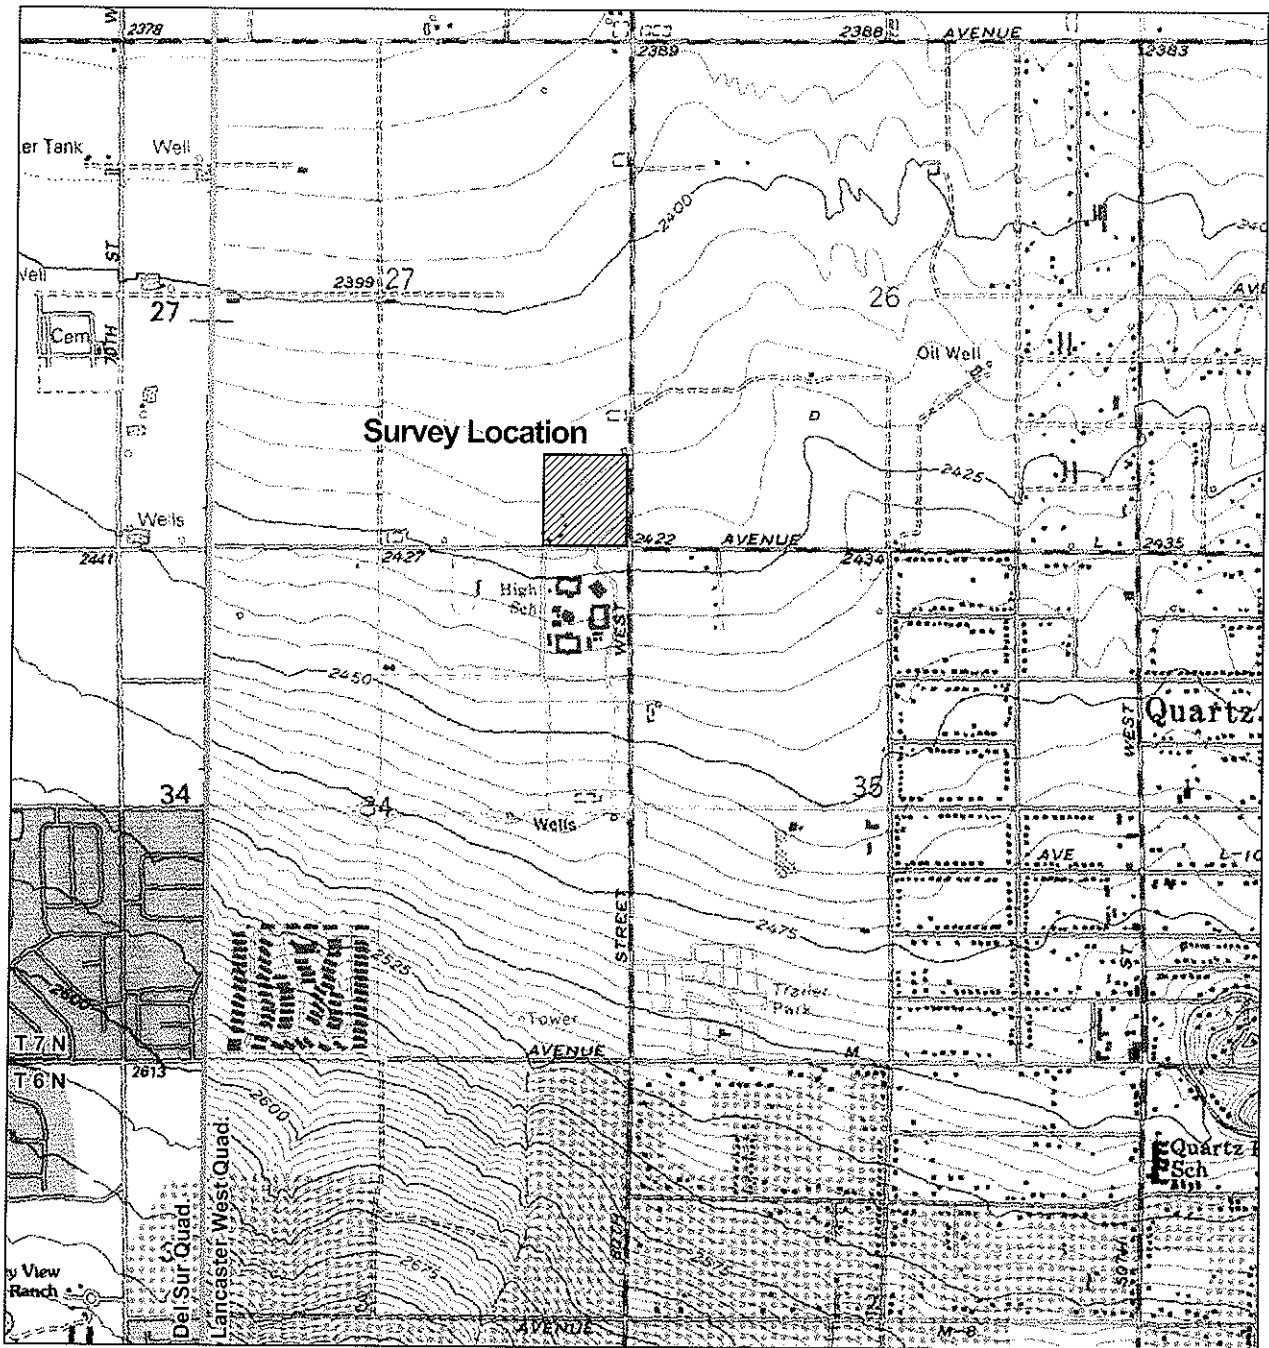 W
2378
2389
2388
AVENUE
2383
er Tank
Well
2400
ST
Well
2399
27
26
27
70TH
Cem
Oil Well
Survey Location
D
2425
Wells
2441
2427
2422
AVENUE
2434
L
2435
High
Sch
WEST
2450
WEST
Quartz
34
34
35
Wells
AVE
L-10
STREET
2475
ST
2525
2600
Trailer
Park
Tower
T 7 N
AVENUE
M
T 6 N
2613
2600
Quartz
Sch
Del Sur Quad.
Lancaster West Quad.
60TH
50TH
2675
2575
y View
Ranch
AVENUE
M-8